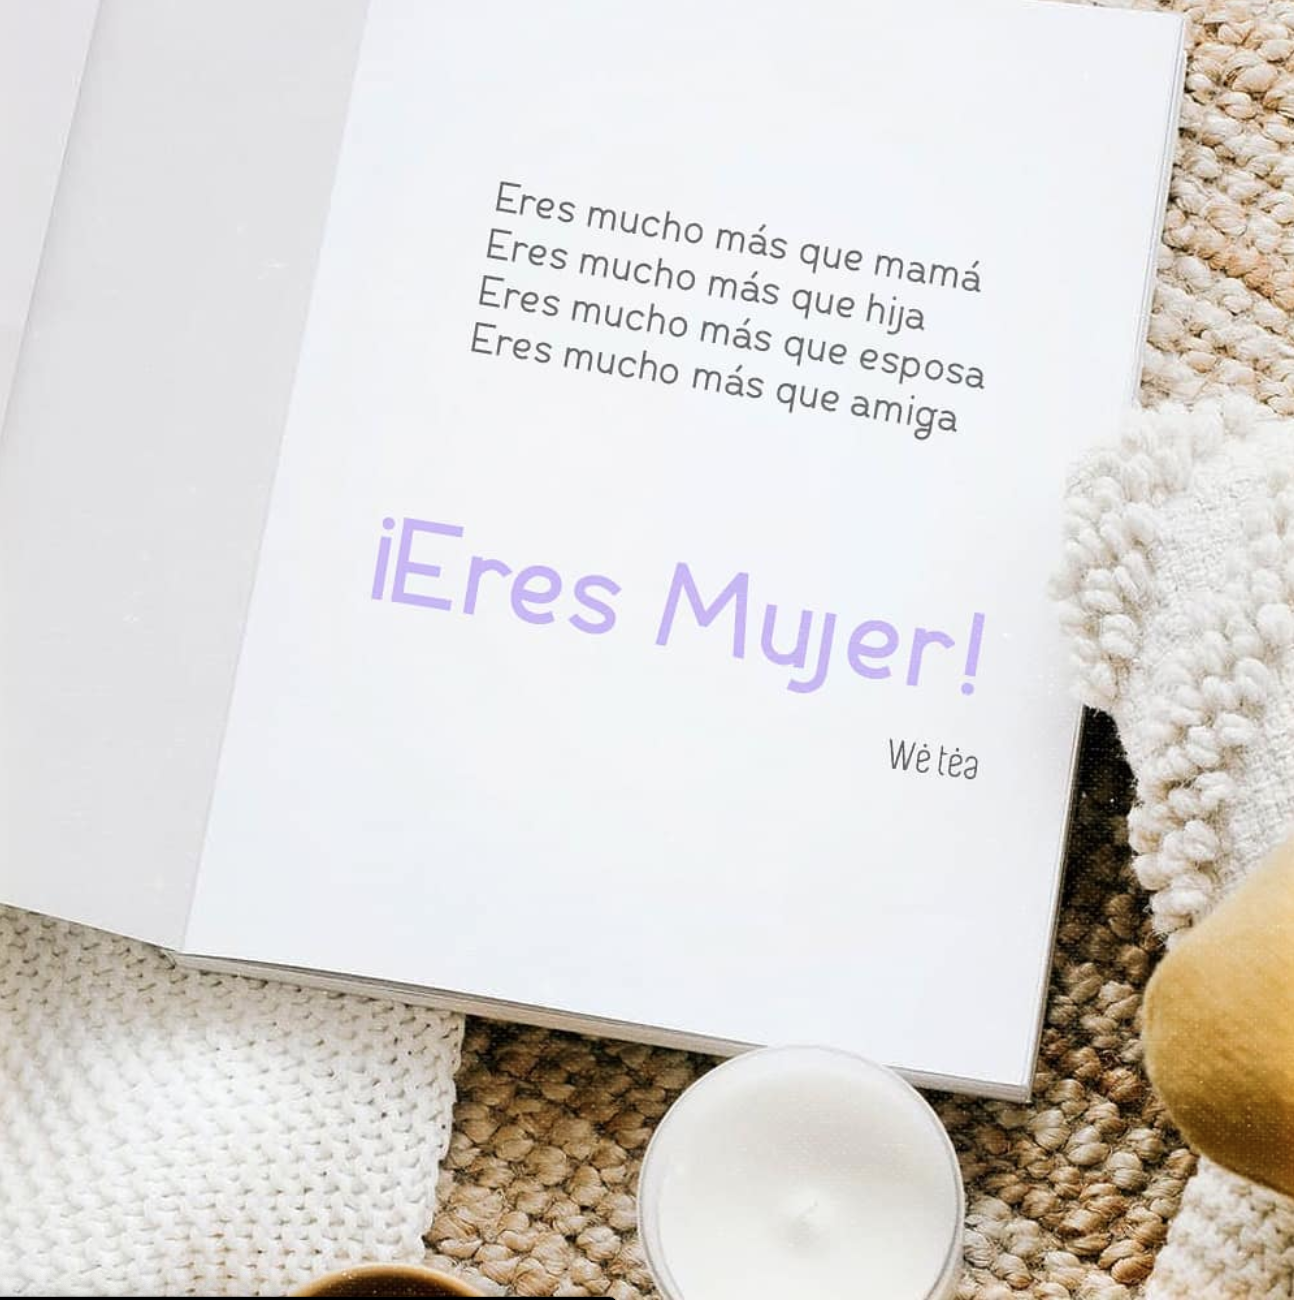 Eres mucho más que mamá
Eres mucho más que hija
Eres mucho más que esposa
Eres mucho más que amiga
¡Eres Mujer!
Wė tėa